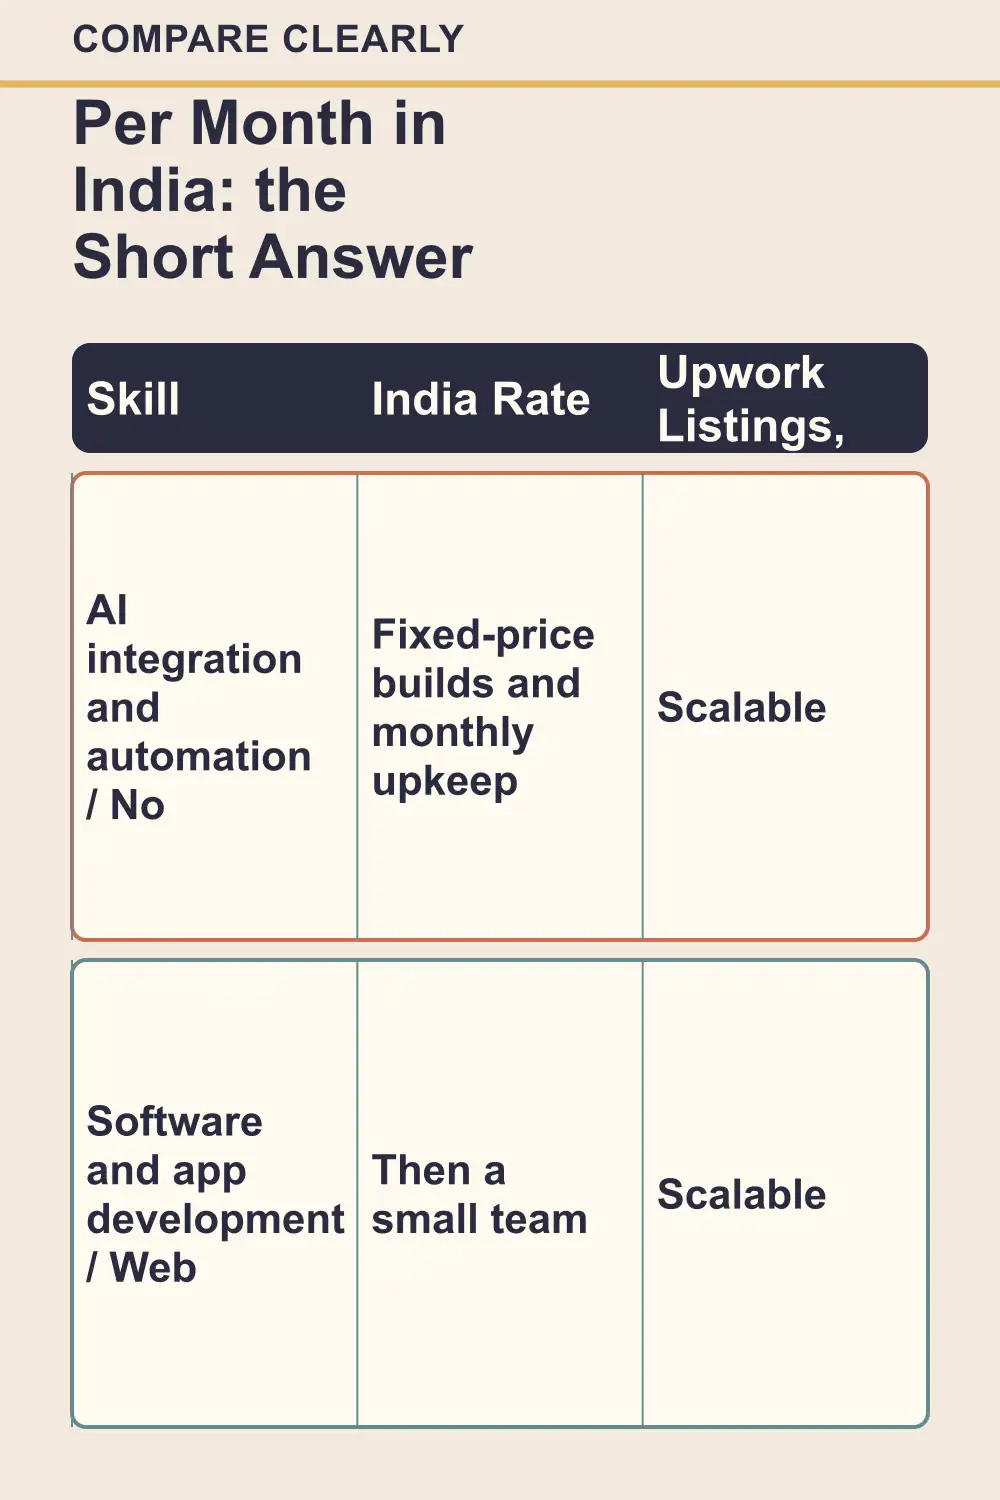 COMPARE CLEARLY
Per Month in
India: the
Short Answer
Skill
India Rate
Upwork
Listings,
AI
integration
and
automation
/ No
Fixed-price
builds and
monthly
upkeep
Scalable
Software
and app
development
/ Web
Then a
small team
Scalable